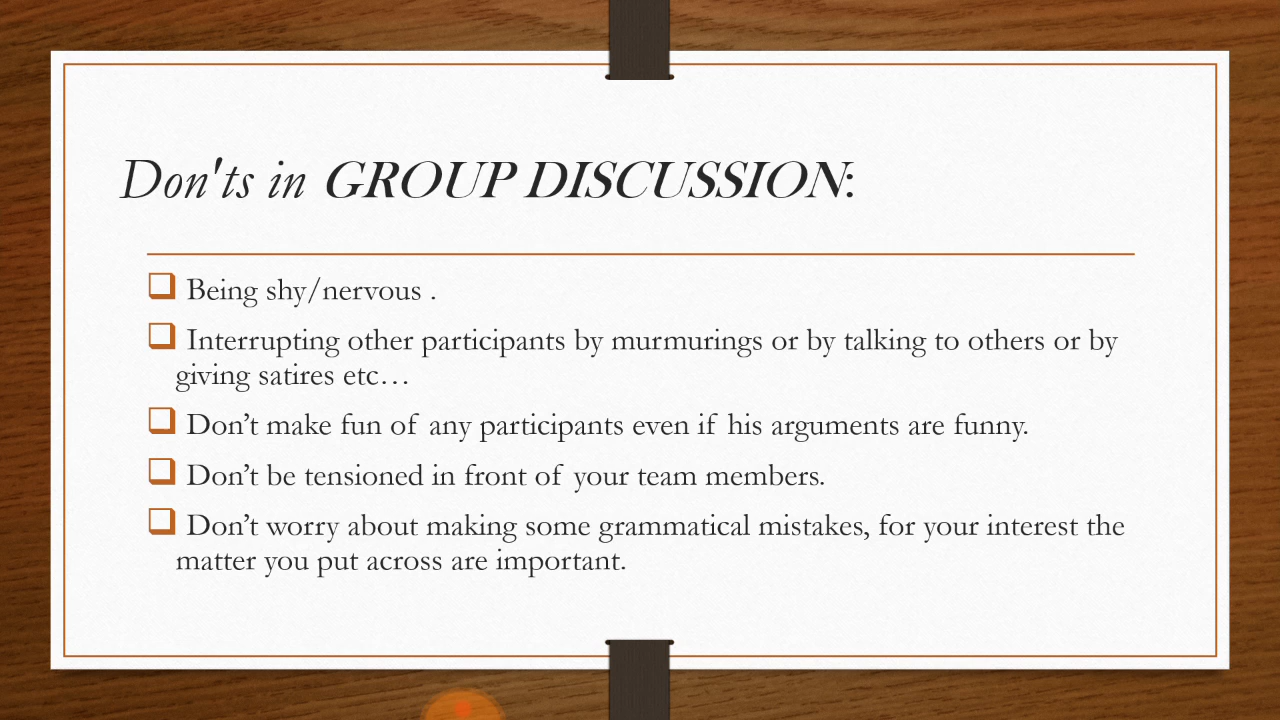 Don'ts in GROUP DISCUSSION:
Being shy/nervous .
Interrupting other participants by murmurings or by talking to others or by
giving satires etc…
Don’t make fun of any participants even if his arguments are funny.
Don’t be tensioned in front of your team members.
Don’t worry about making some grammatical mistakes, for your interest the
matter you put across are important.